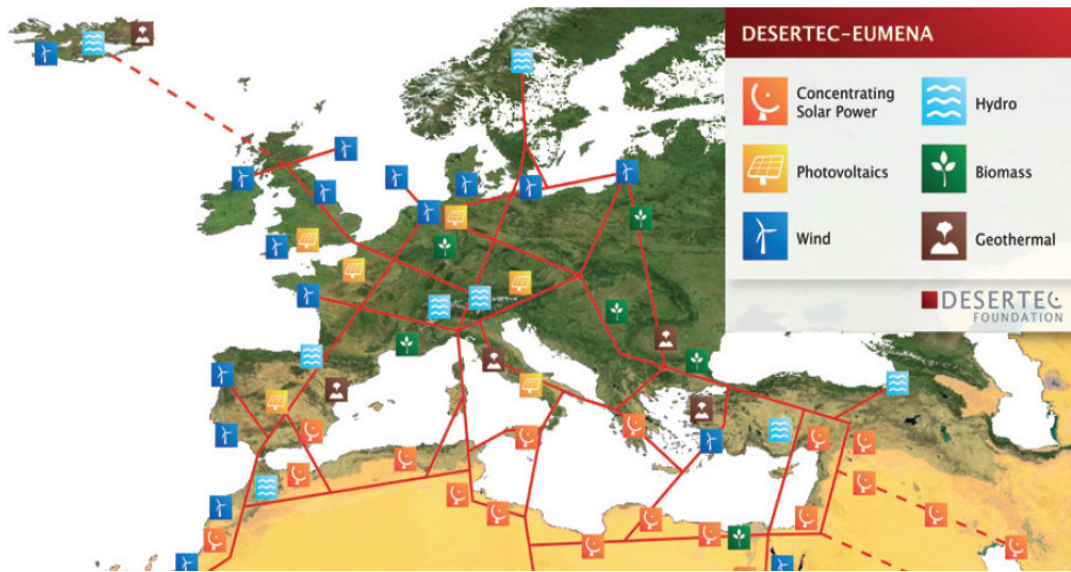 DESERTEC-EUMENA
Concentrating
Solar Power
Hydro
Photovoltaics
Biomass
Wind
Geothermal
DESERTEC
FOUNDATION